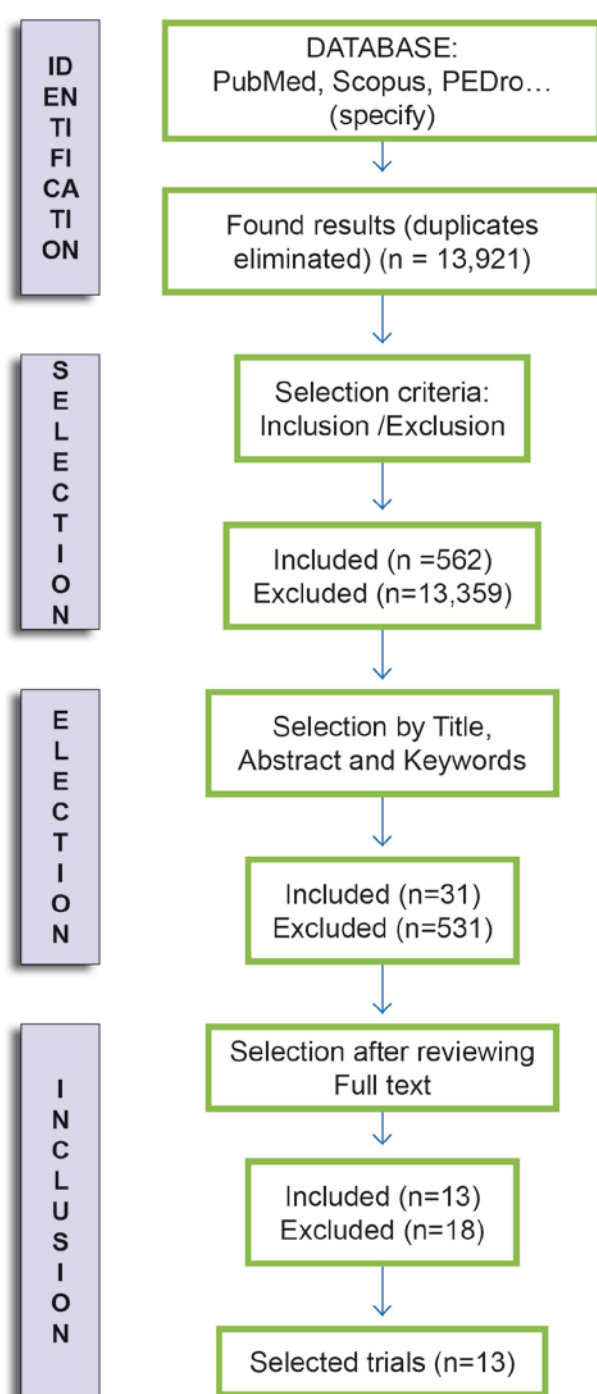 ID
EN
TI
FI
CA
TI
ON
DATABASE:
PubMed, Scopus, PEDro…
(specify)
Found results (duplicates
eliminated) (n = 13,921)
S
E
L
E
C
T
I
O
N
Selection criteria:
Inclusion /Exclusion
Included (n =562)
Excluded (n=13,359)
E
L
E
C
T
I
O
N
Selection by Title,
Abstract and Keywords
Included (n=31)
Excluded (n=531)
I
N
C
L
U
S
I
O
N
Selection after reviewing
Full text
Included (n=13)
Excluded (n=18)
Selected trials (n=13)